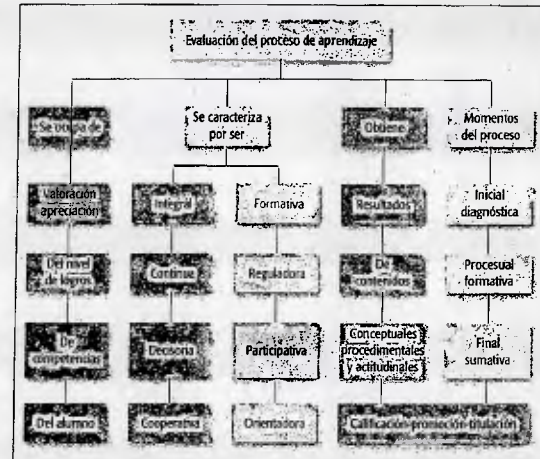 Evaluación del proceso de aprendizaje
Se ocupa de
Se caracteriza
por ser
Obtiene
Momentos
del proceso
Valoración
apreciación
Integral
Formativa
Resultados
Inicial
diagnóstica
Del nivel
de logros
Continua
Reguladora
De
contenidos
Procesual
formativa
De
competencias
Decisoria
Participativa
Conceptuales
procedimentales
y actitudinales
Final
sumativa
Del alumno
Cooperativa
Orientadora
Calificación-promoción-titulación